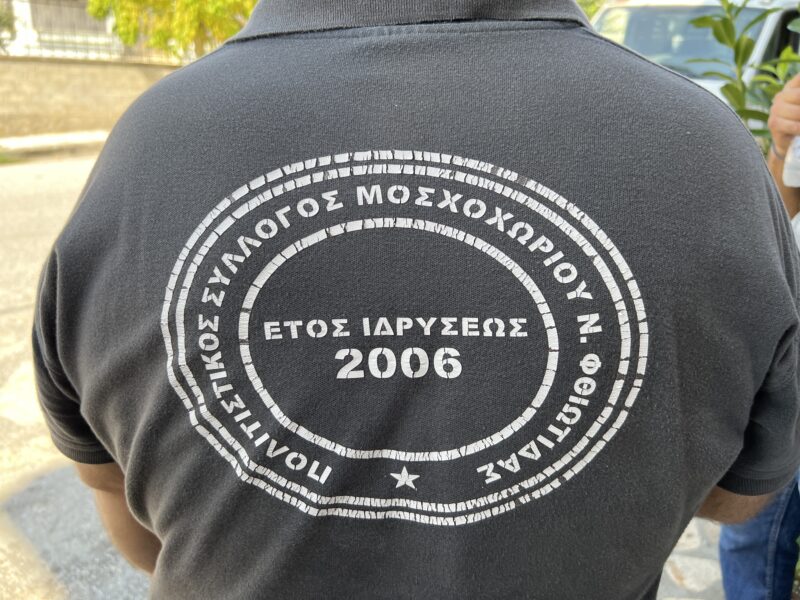 ΠΟΛΙΤΙΣΤΙΚΟΣ ΣΥΛΛΟΓΟΣ ΜΟΣΧΟΧΩΡΙΟΥ Ν. ΦΘΙΩΤΙΔΑΣ
ΕΤΟΣ ΙΔΡΥΣΕΩΣ
2006